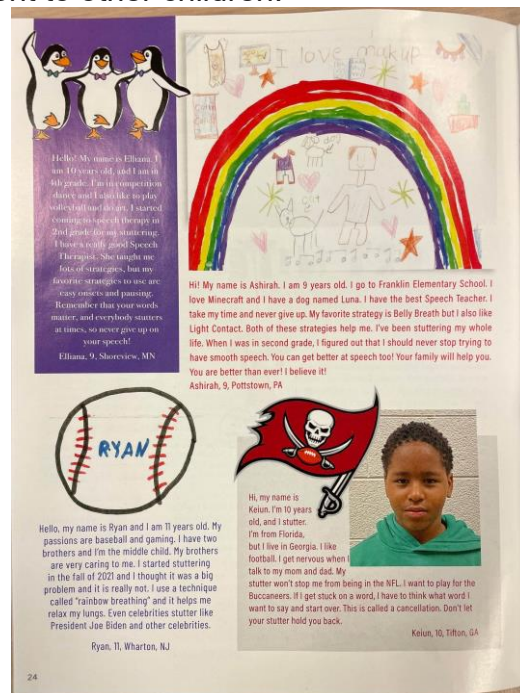 Hello! My name is Elliana. I
am 10 years old, and I am in
4th grade. I'm in competition
dance and I also like to play
volleyball and do art. I started
coming to speech therapy in
2nd grade for my stuttering.
I have a really good Speech
Therapist. She taught me
lots of strategies, but my
favorite strategies to use are
easy onsets and pausing.
Remember that your words
matter, and everybody stutters
at times, so never give up on
your speech!
Elliana, 9, Shoreview, MN
I love makeup
Hi! My name is Ashirah. I am 9 years old. I go to Franklin Elementary School. I
love Minecraft and I have a dog named Luna. I have the best Speech Teacher. I
take my time and never give up. My favorite strategy is Belly Breath but I also like
Light Contact. Both of these strategies help me. I've been stuttering my whole
life. When I was in second grade, I figured out that I should never stop trying to
have smooth speech. You can get better at speech too! Your family will help you.
You are better than ever! I believe it!
Ashirah, 9, Pottstown, PA
RYAN
Hello, my name is Ryan and I am 11 years old. My
passions are baseball and gaming. I have two
brothers and I'm the middle child. My brothers
are very caring to me. I started stuttering
in the fall of 2021 and I thought it was a big
problem and it is really not. I use a technique
called "rainbow breathing" and it helps me
relax my lungs. Even celebrities stutter like
President Joe Biden and other celebrities.
Ryan, 11, Wharton, NJ
Hi, my name is
Keiun. I'm 10 years
old, and I stutter.
I'm from Florida,
but I live in Georgia. I like
football. I get nervous when I
talk to my mom and dad. My
stutter won't stop me from being in the NFL. I want to play for the
Buccaneers. If I get stuck on a word, I have to think what word I
want to say and start over. This is called a cancellation. Don't let
your stutter hold you back.
Keiun, 10, Tifton, GA
24